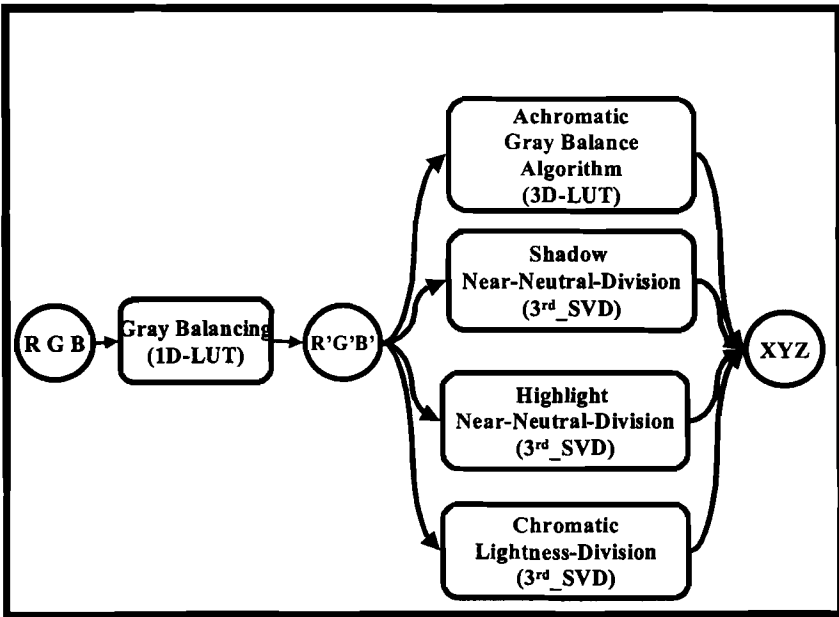 R G B
Gray Balancing
(1D-LUT)
R'G'B'
Achromatic
Gray Balance
Algorithm
(3D-LUT)
Shadow
Near-Neutral-Division
(3rd_SVD)
Highlight
Near-Neutral-Division
(3rd_SVD)
Chromatic
Lightness-Division
(3rd_SVD)
XYZ